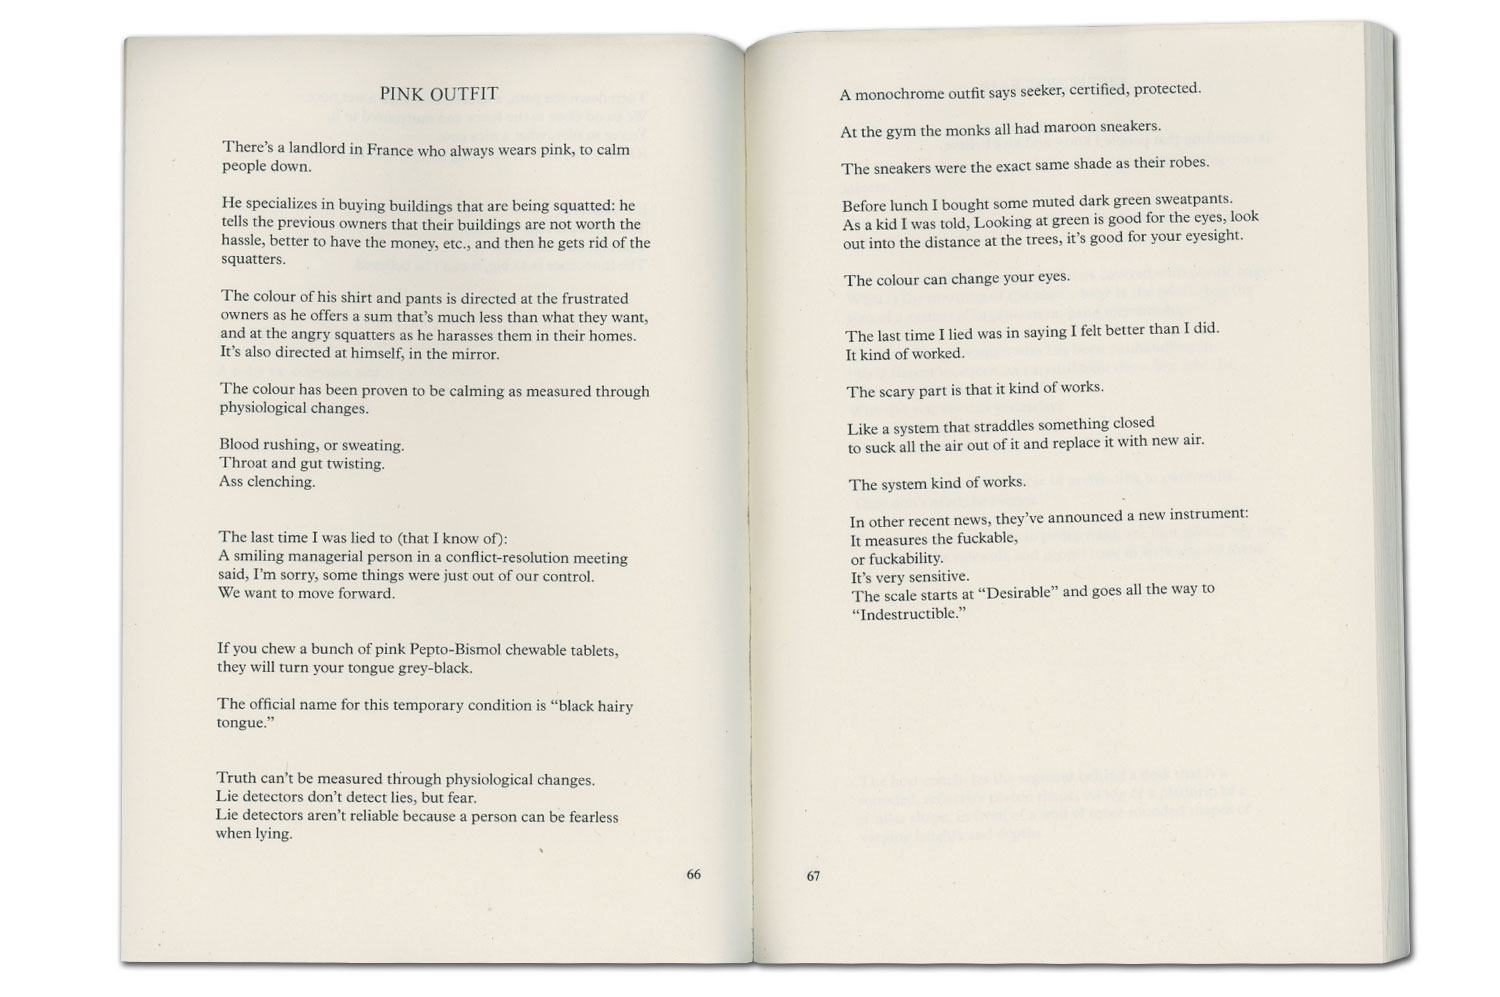 PINK OUTFIT
There's a landlord in France who always wears pink, to calm
people down.
He specializes in buying buildings that are being squatted: he
tells the previous owners that their buildings are not worth the
hassle, better to have the money, etc., and then he gets rid of the
squatters.
The colour of his shirt and pants is directed at the frustrated
owners as he offers a sum that's much less than what they want,
and at the angry squatters as he harasses them in their homes.
It's also directed at himself, in the mirror.
The colour has been proven to be calming as measured through
physiological changes.
Blood rushing, or sweating.
Throat and gut twisting.
Ass clenching.
The last time I was lied to (that I know of):
A smiling managerial person in a conflict-resolution meeting
said, I'm sorry, some things were just out of our control.
We want to move forward.
If you chew a bunch of pink Pepto-Bismol chewable tablets,
they will turn your tongue grey-black.
The official name for this temporary condition is “black hairy
tongue.”
Truth can't be measured through physiological changes.
Lie detectors don't detect lies, but fear.
Lie detectors aren't reliable because a person can be fearless
when lying.
66
A monochrome outfit says seeker, certified, protected.
At the gym the monks all had maroon sneakers.
The sneakers were the exact same shade as their robes.
Before lunch I bought some muted dark green sweatpants.
As a kid I was told, Looking at green is good for the eyes, look
out into the distance at the trees, it's good for your eyesight.
The colour can change your eyes.
The last time I lied was in saying I felt better than I did.
It kind of worked.
The scary part is that it kind of works.
Like a system that straddles something closed
to suck all the air out of it and replace it with new air.
The system kind of works.
In other recent news, they've announced a new instrument:
It measures the fuckable,
or fuckability.
It's very sensitive.
The scale starts at “Desirable” and goes all the way to
“Indestructible.”
67